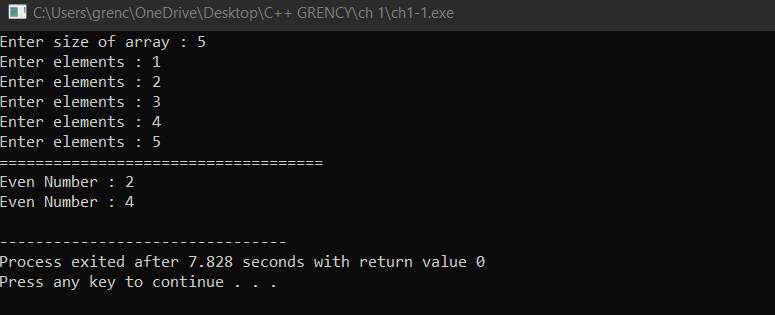 C:\Users\grenc\OneDrive\Desktop\C++ GRENCY\ch 1\ch1-1.exe
Enter size of array : 5
Enter elements : 1
Enter elements : 2
Enter elements : 3
Enter elements : 4
Enter elements : 5
====================================
Even Number : 2
Even Number : 4
--------------------------------
Process exited after 7.828 seconds with return value 0
Press any key to continue . . .